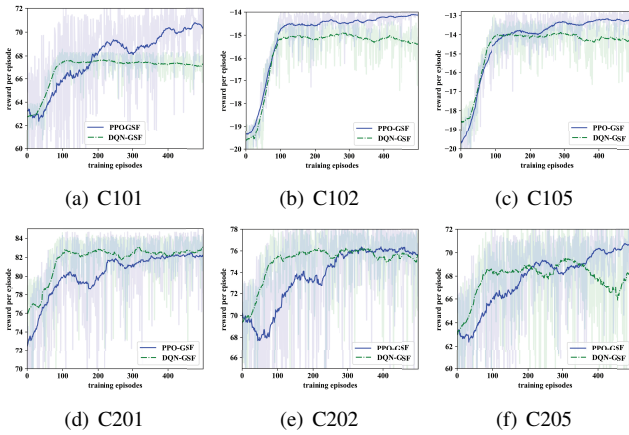 72
70
68
66
64
62
60
reward per episode
0 100 200 300 400
training episodes
PPO-GSF
DQN-GSF
(a) C101
−14
−15
−16
−17
−18
−19
−20
reward per episode
0 100 200 300 400
training episodes
PPO-GSF
DQN-GSF
(b) C102
−13
−14
−15
−16
−17
−18
−19
−20
reward per episode
0 100 200 300 400
training episodes
PPO-GSF
DQN-GSF
(c) C105
84
82
80
78
76
74
72
70
reward per episode
0 100 200 300 400
training episodes
PPO-GSF
DQN-GSF
(d) C201
78
76
74
72
70
68
66
reward per episode
0 100 200 300 400
training episodes
PPO-GSF
DQN-GSF
(e) C202
72
70
68
66
64
62
60
reward per episode
0 100 200 300 400
training episodes
PPO-GSF
DQN-GSF
(f) C205